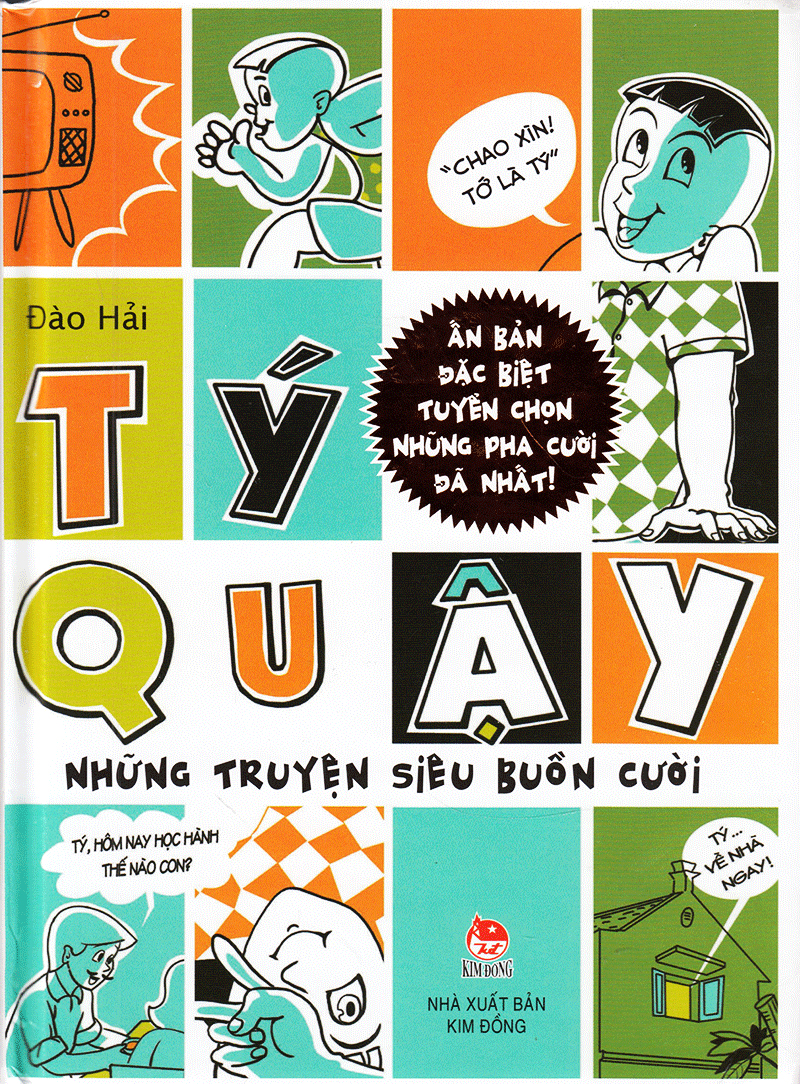 "CHAO XÌN!
TỚ LÀ TÝ"
Đào Hải
TÝ
ẤN BẢN
ĐẶC BIỆT
TUYỂN CHỌN
NHỮNG PHA CƯỜI
ĐÃ NHẤT!
QUẬY
NHỮNG TRUYỆN SIÊU BUỒN CƯỜI
TÝ, HÔM NAY HỌC HÀNH
THẾ NÀO CON?
TÝ...
VỀ NHÀ
NGAY!
KIM ĐỒNG
NHÀ XUẤT BẢN
KIM ĐỒNG